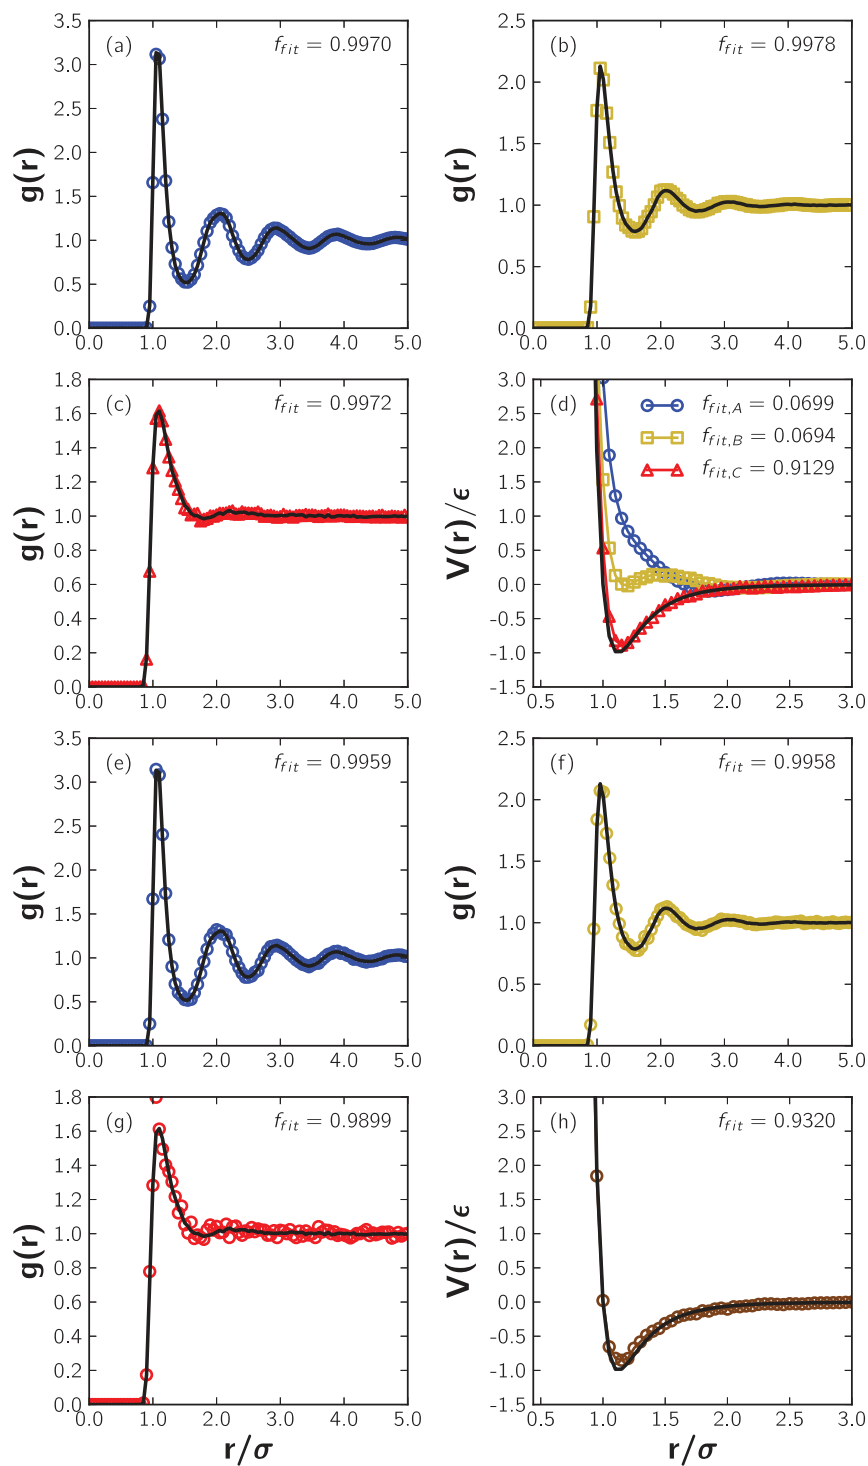 (a) f_fit = 0.9970
g(r)
3.5
3.0
2.5
2.0
1.5
1.0
0.5
0.0
0.0 1.0 2.0 3.0 4.0 5.0
(b) f_fit = 0.9978
g(r)
2.5
2.0
1.5
1.0
0.5
0.0
0.0 1.0 2.0 3.0 4.0 5.0
(c) f_fit = 0.9972
g(r)
1.8
1.6
1.4
1.2
1.0
0.8
0.6
0.4
0.2
0.0
0.0 1.0 2.0 3.0 4.0 5.0
(d)
f_fit,A = 0.0699
f_fit,B = 0.0694
f_fit,C = 0.9129
V(r)/ϵ
3.0
2.5
2.0
1.5
1.0
0.5
0.0
-0.5
-1.0
-1.5
0.5 1.0 1.5 2.0 2.5 3.0
(e) f_fit = 0.9959
g(r)
3.5
3.0
2.5
2.0
1.5
1.0
0.5
0.0
0.0 1.0 2.0 3.0 4.0 5.0
(f) f_fit = 0.9958
g(r)
2.5
2.0
1.5
1.0
0.5
0.0
0.0 1.0 2.0 3.0 4.0 5.0
(g) f_fit = 0.9899
g(r)
1.8
1.6
1.4
1.2
1.0
0.8
0.6
0.4
0.2
0.0
0.0 1.0 2.0 3.0 4.0 5.0
r/σ
(h) f_fit = 0.9320
V(r)/ϵ
3.0
2.5
2.0
1.5
1.0
0.5
0.0
-0.5
-1.0
-1.5
0.5 1.0 1.5 2.0 2.5 3.0
r/σ